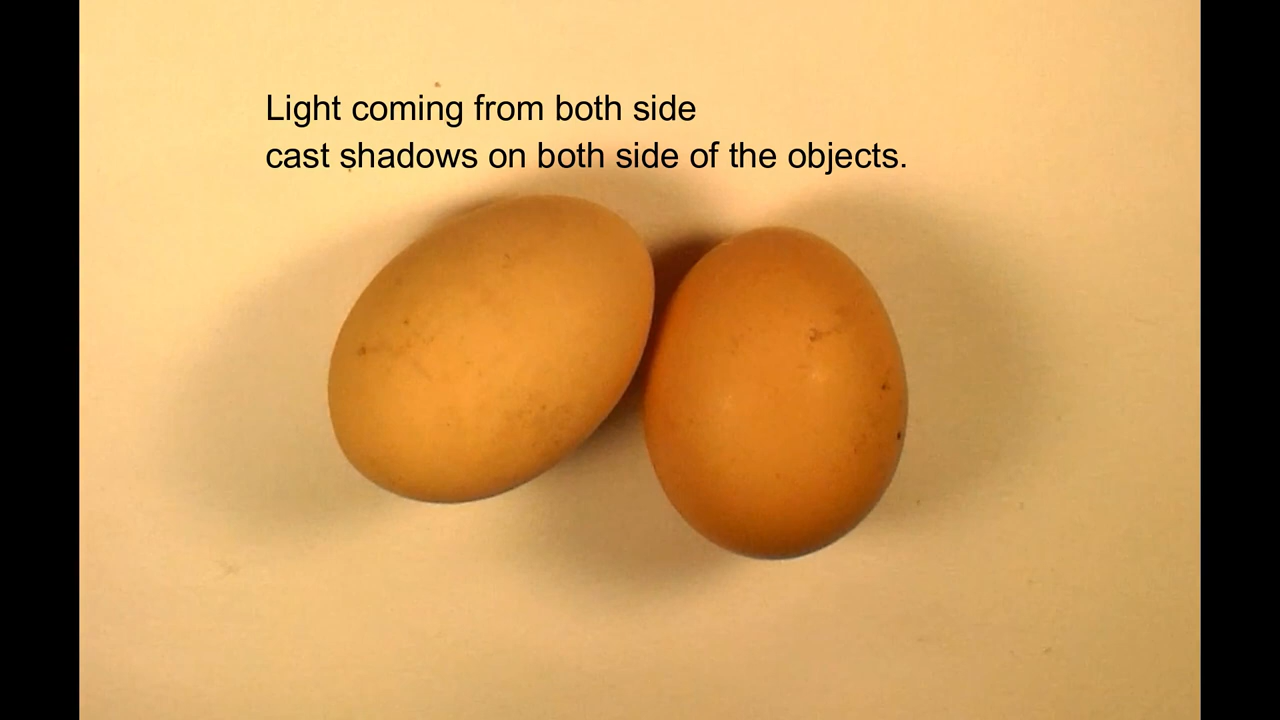 Light coming from both side
cast shadows on both side of the objects.